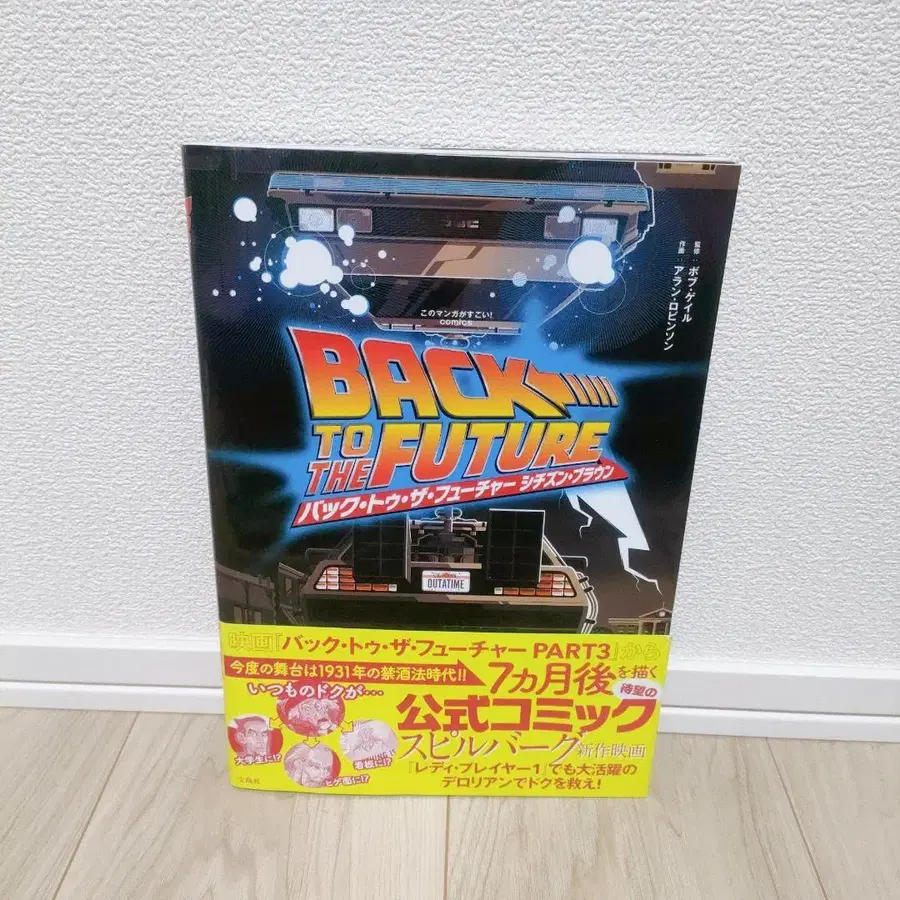 監修：ボブ・ゲイル
作画：アラン・ロビンソン
このマンガがすごい!
comics
BACK
TO
THE
FUTURE
バック・トゥ・ザ・フューチャー シチズン・ブラウン
OUTATIME
映画「バック・トゥ・ザ・フューチャー PART3」から
今度の舞台は1931年の禁酒法時代!!
7カ月後を描く
いつものドクが…
待望の
公式コミック
大学生に!?
ヒゲ面に!?
看板に!?
スピルバーグ新作映画
『レディ・プレイヤー1』でも大活躍の
デロリアンでドクを救え!
宝島社